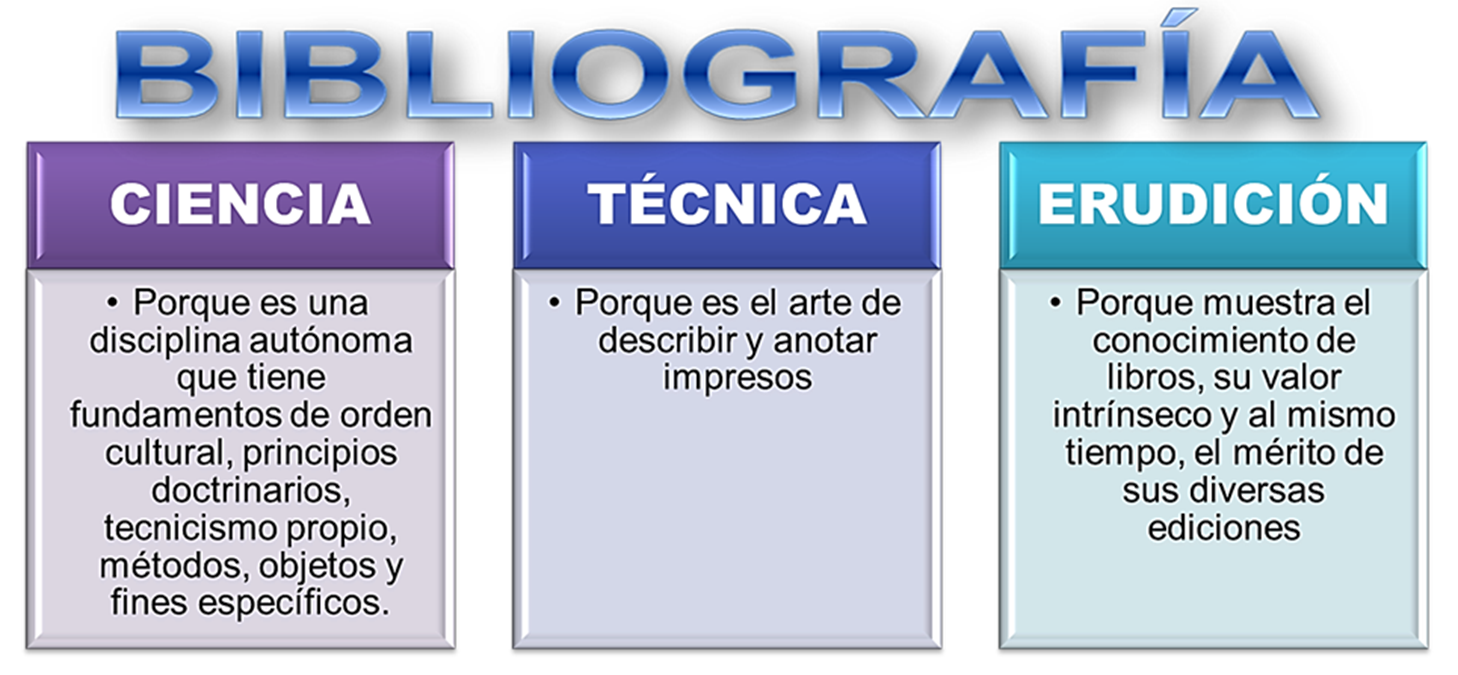 BIBLIOGRAFÍA
CIENCIA
• Porque es una
disciplina autónoma
que tiene
fundamentos de orden
cultural, principios
doctrinarios,
tecnicismo propio,
métodos, objetos y
fines específicos.
TÉCNICA
• Porque es el arte de
describir y anotar
impresos
ERUDICIÓN
• Porque muestra el
conocimiento de
libros, su valor
intrínseco y al mismo
tiempo, el mérito de
sus diversas
ediciones